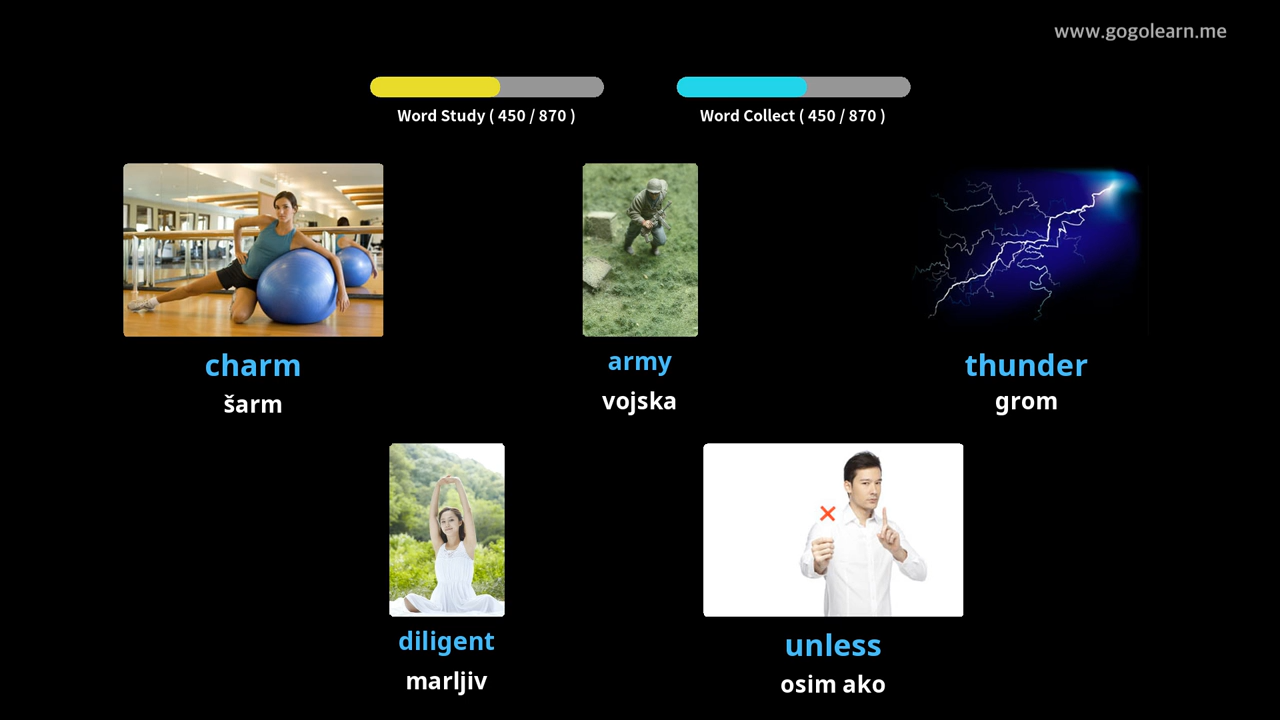 www.gogolearn.me
Word Study ( 450 / 870 )
Word Collect ( 450 / 870 )
charm
šarm
army
vojska
thunder
grom
diligent
marljiv
unless
osim ako